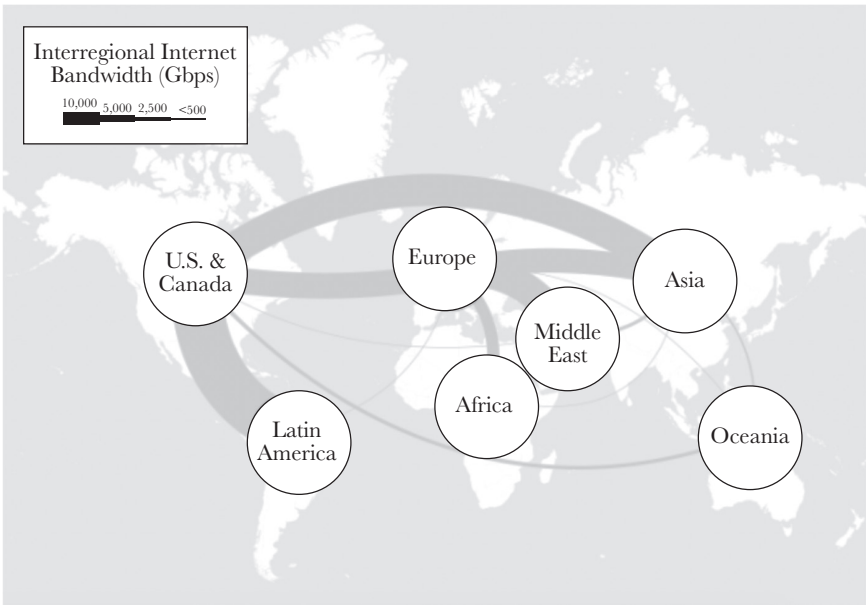 Interregional Internet
Bandwidth (Gbps)
10,000 5,000 2,500 <500
U.S. &
Canada
Europe
Asia
Middle
East
Africa
Latin
America
Oceania